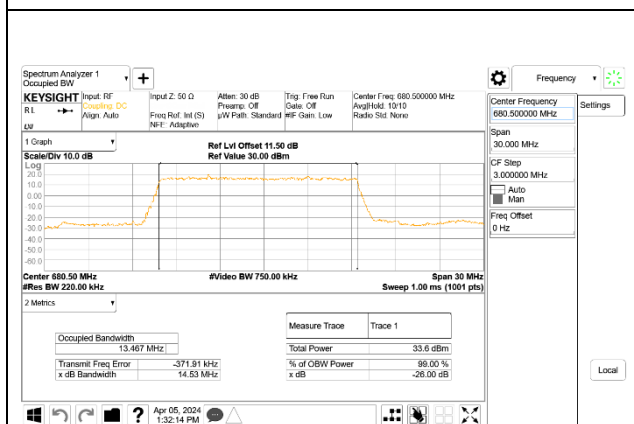 Spectrum Analyzer 1
Occupied BW
+
Frequency
KEYSIGHT
Input: RF
Coupling: DC
Align: Auto
Input Z: 50 Ω
Freq Ref: Int (S)
NFE: Adaptive
Atten: 30 dB
Preamp: Off
µW Path: Standard
Trig: Free Run
Gate: Off
#IF Gain: Low
Center Freq: 680.500000 MHz
Avg|Hold: 10/10
Radio Std: None
R L
Center Frequency
680.500000 MHz
Settings
Span
30.000 MHz
CF Step
3.000000 MHz
Auto
Man
Freq Offset
0 Hz
1 Graph
Scale/Div 10.0 dB
Ref Lvl Offset 11.50 dB
Ref Value 30.00 dBm
Log
20.0
10.0
0.00
-10.0
-20.0
-30.0
-40.0
-50.0
-60.0
Center 680.50 MHz
#Res BW 220.00 kHz
#Video BW 750.00 kHz
Span 30 MHz
Sweep 1.00 ms (1001 pts)
2 Metrics
Measure Trace
Trace 1
Occupied Bandwidth
13.467 MHz
Total Power
33.6 dBm
Transmit Freq Error
-371.91 kHz
% of OBW Power
99.00 %
x dB Bandwidth
14.53 MHz
x dB
-26.00 dB
Local
?
Apr 05, 2024
1:32:14 PM